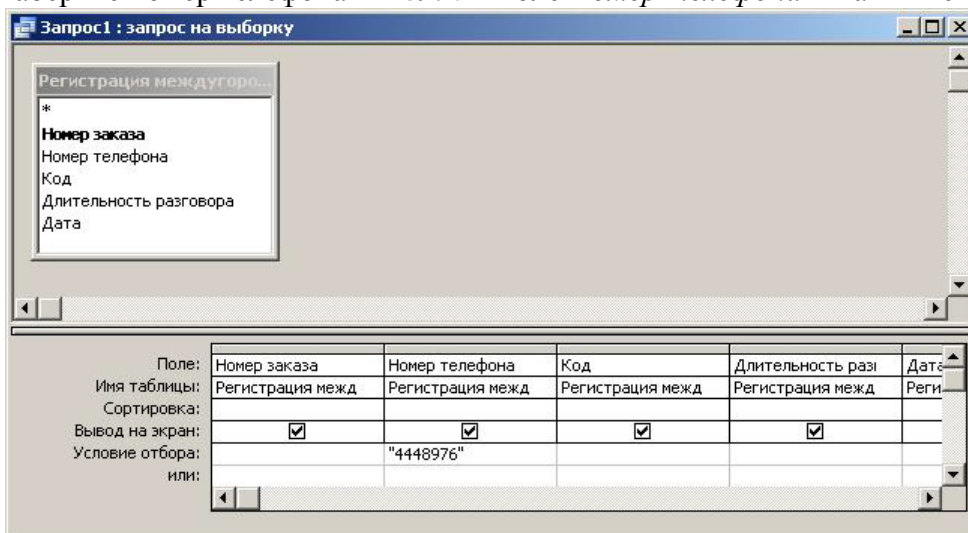 Запрос1 : запрос на выборку
Регистрация междугоро...
*
Номер заказа
Номер телефона
Код
Длительность разговора
Дата
Поле: Номер заказа Номер телефона Код Длительность разг Дата
Имя таблицы: Регистрация межд Регистрация межд Регистрация межд Регистрация межд Реги
Сортировка:
Вывод на экран:
Условие отбора: "4448976"
или: